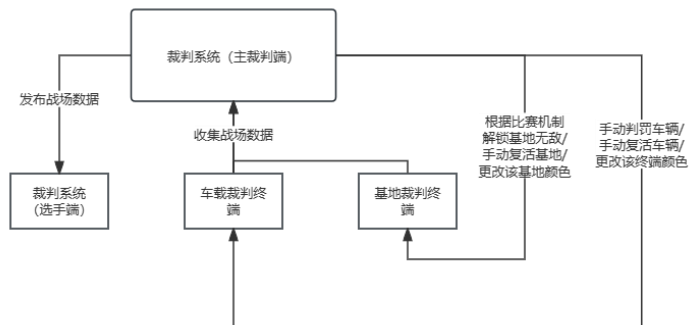 裁判系统（主裁判端）
发布战场数据
收集战场数据
根据比赛机制
解锁基地无敌/
手动复活基地/
更改该基地颜色
手动判罚车辆/
手动复活车辆/
更改该终端颜色
裁判系统
（选手端）
车载裁判终
端
基地裁判终
端